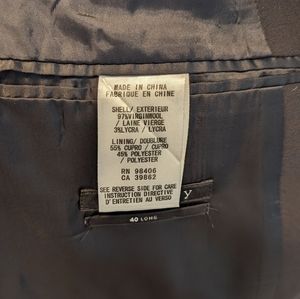 MADE IN CHINA
FABRIQUE EN CHINE
SHELL/ EXTERIEUR
97%VIRGINWOOL
/ LAINE VIERGE
3%LYCRA / LYCRA
LINING/ DOUBLURE
55% CUPRO / CUPRO
45% POLYESTER
/ POLYESTER
RN 98406
CA 39862
SEE REVERSE SIDE FOR CARE
INSTRUCTION DIRECTIVE
D'ENTRETIEN AU VERSO
y
40 LONG